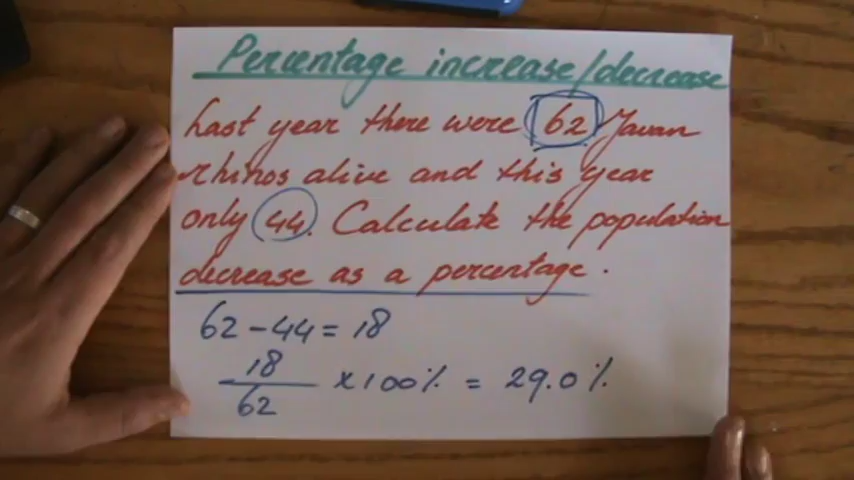 Percentage increase/decrease
Last year there were 62 Javan
rhinos alive and this year
only 44. Calculate the population
decrease as a percentage.
62 - 44 = 18
18
62
× 100% = 29.0%